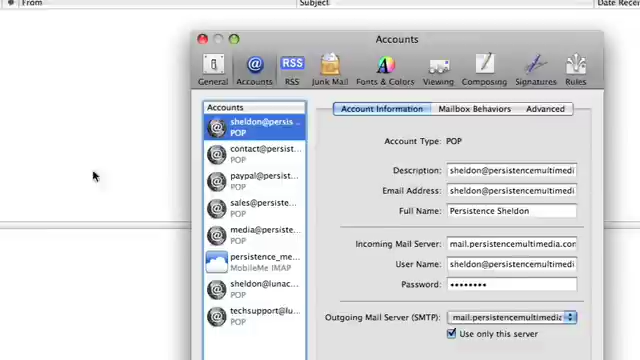 From Subject Date Recei
Accounts
General Accounts RSS Junk Mail Fonts & Colors Viewing Composing Signatures Rules
RSS
Accounts
sheldon@persis ...
POP
contact@persist...
POP
paypal@persist...
POP
sales@persiste...
POP
media@persiste...
POP
persistence_me...
MobileMe IMAP
sheldon@lunac...
POP
techsupport@lu...
POP
Account Information Mailbox Behaviors Advanced
Account Type: POP
Description: sheldon@persistencemultimedi
Email Address: sheldon@persistencemultimedi
Full Name: Persistence Sheldon
Incoming Mail Server: mail.persistencemultimedia.com
User Name: sheldon@persistencemultimedi
Password: ••••••••
Outgoing Mail Server (SMTP): mail.persistencemultimedia
Use only this server